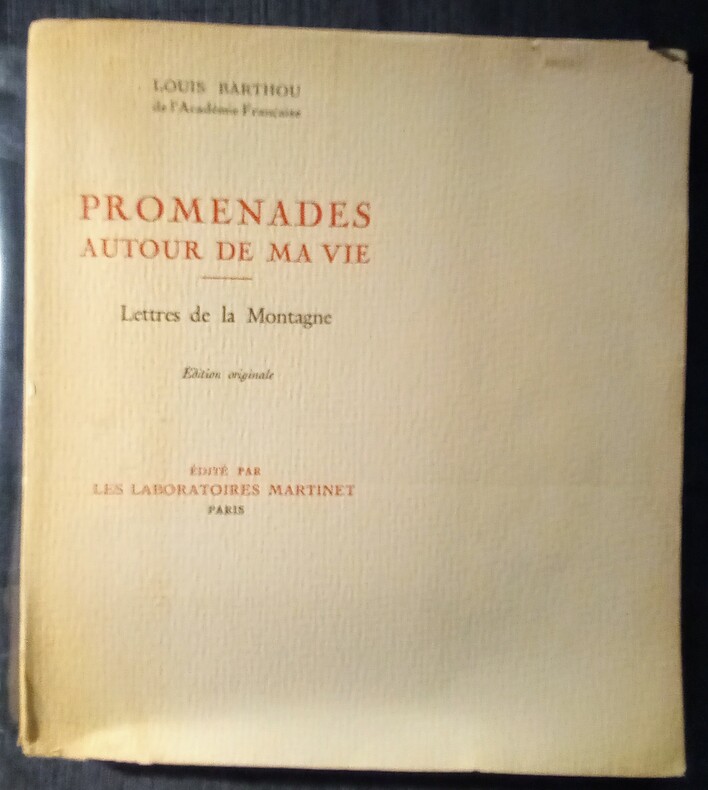 LOUIS BARTHOU
de l'Académie Française
PROMENADES
AUTOUR DE MA VIE
Lettres de la Montagne
Édition originale
ÉDITÉ PAR
LES LABORATOIRES MARTINET
PARIS